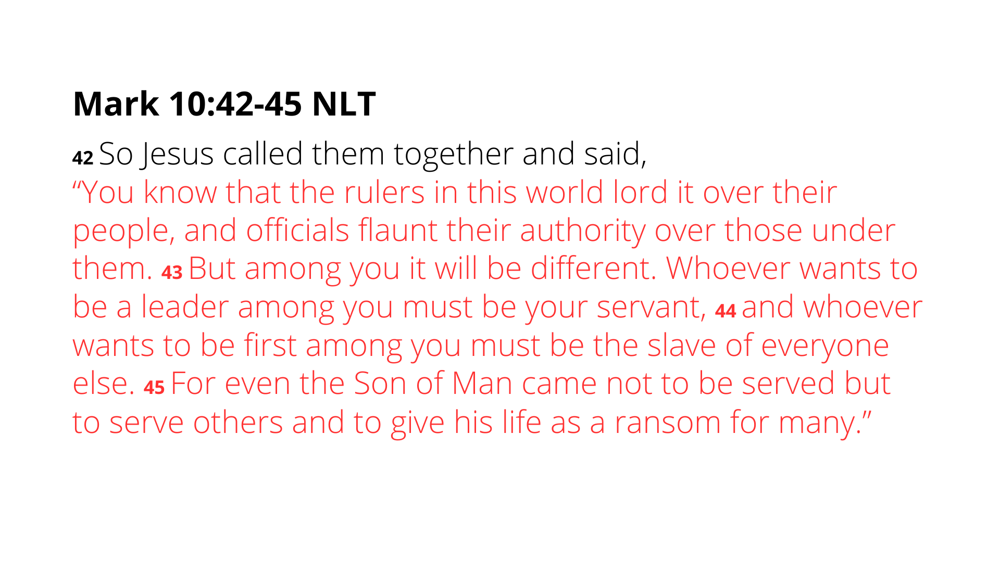 Mark 10:42-45 NLT
42 So Jesus called them together and said,
“You know that the rulers in this world lord it over their
people, and officials flaunt their authority over those under
them. 43 But among you it will be different. Whoever wants to
be a leader among you must be your servant, 44 and whoever
wants to be first among you must be the slave of everyone
else. 45 For even the Son of Man came not to be served but
to serve others and to give his life as a ransom for many.”